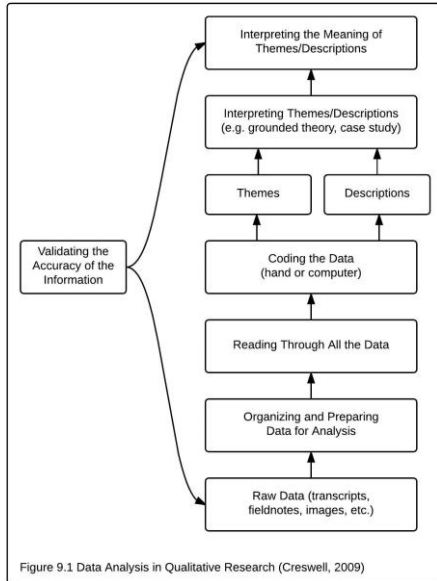 Interpreting the Meaning of
Themes/Descriptions
Interpreting Themes/Descriptions
(e.g. grounded theory, case study)
Themes
Descriptions
Validating the
Accuracy of the
Information
Coding the Data
(hand or computer)
Reading Through All the Data
Organizing and Preparing
Data for Analysis
Raw Data (transcripts,
fieldnotes, images, etc.)
Figure 9.1 Data Analysis in Qualitative Research (Creswell, 2009)